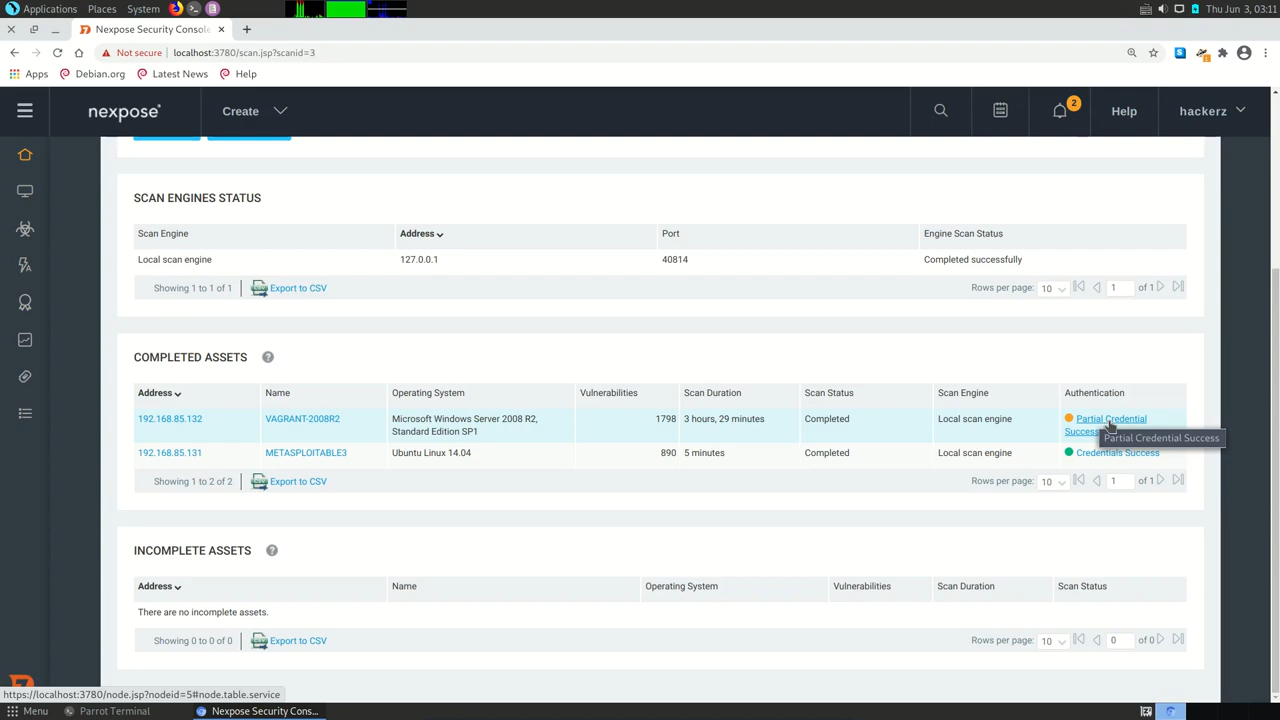 Applications Places System Thu Jun 3, 03:11
Nexpose Security Console
Not secure localhost:3780/scan.jsp?scanid=3
Apps Debian.org Latest News Help
nexpose Create 2 Help hackerz
SCAN ENGINES STATUS
Scan Engine Address Port Engine Scan Status
Local scan engine 127.0.0.1 40814 Completed successfully
Showing 1 to 1 of 1 Export to CSV Rows per page: 10 1 of 1
COMPLETED ASSETS ?
Address Name Operating System Vulnerabilities Scan Duration Scan Status Scan Engine Authentication
192.168.85.132 VAGRANT-2008R2 Microsoft Windows Server 2008 R2, 1798 3 hours, 29 minutes Completed Local scan engine Partial Credential
Standard Edition SP1 Success
Partial Credential Success
192.168.85.131 METASPLOITABLE3 Ubuntu Linux 14.04 890 5 minutes Completed Local scan engine Credentials Success
Showing 1 to 2 of 2 Export to CSV Rows per page: 10 1 of 1
INCOMPLETE ASSETS ?
Address Name Operating System Vulnerabilities Scan Duration Scan Status
There are no incomplete assets.
Showing 0 to 0 of 0 Export to CSV Rows per page: 10 0 of 0
https://localhost:3780/node.jsp?nodeid=5#node.table.service
Menu Parrot Terminal Nexpose Security Cons...